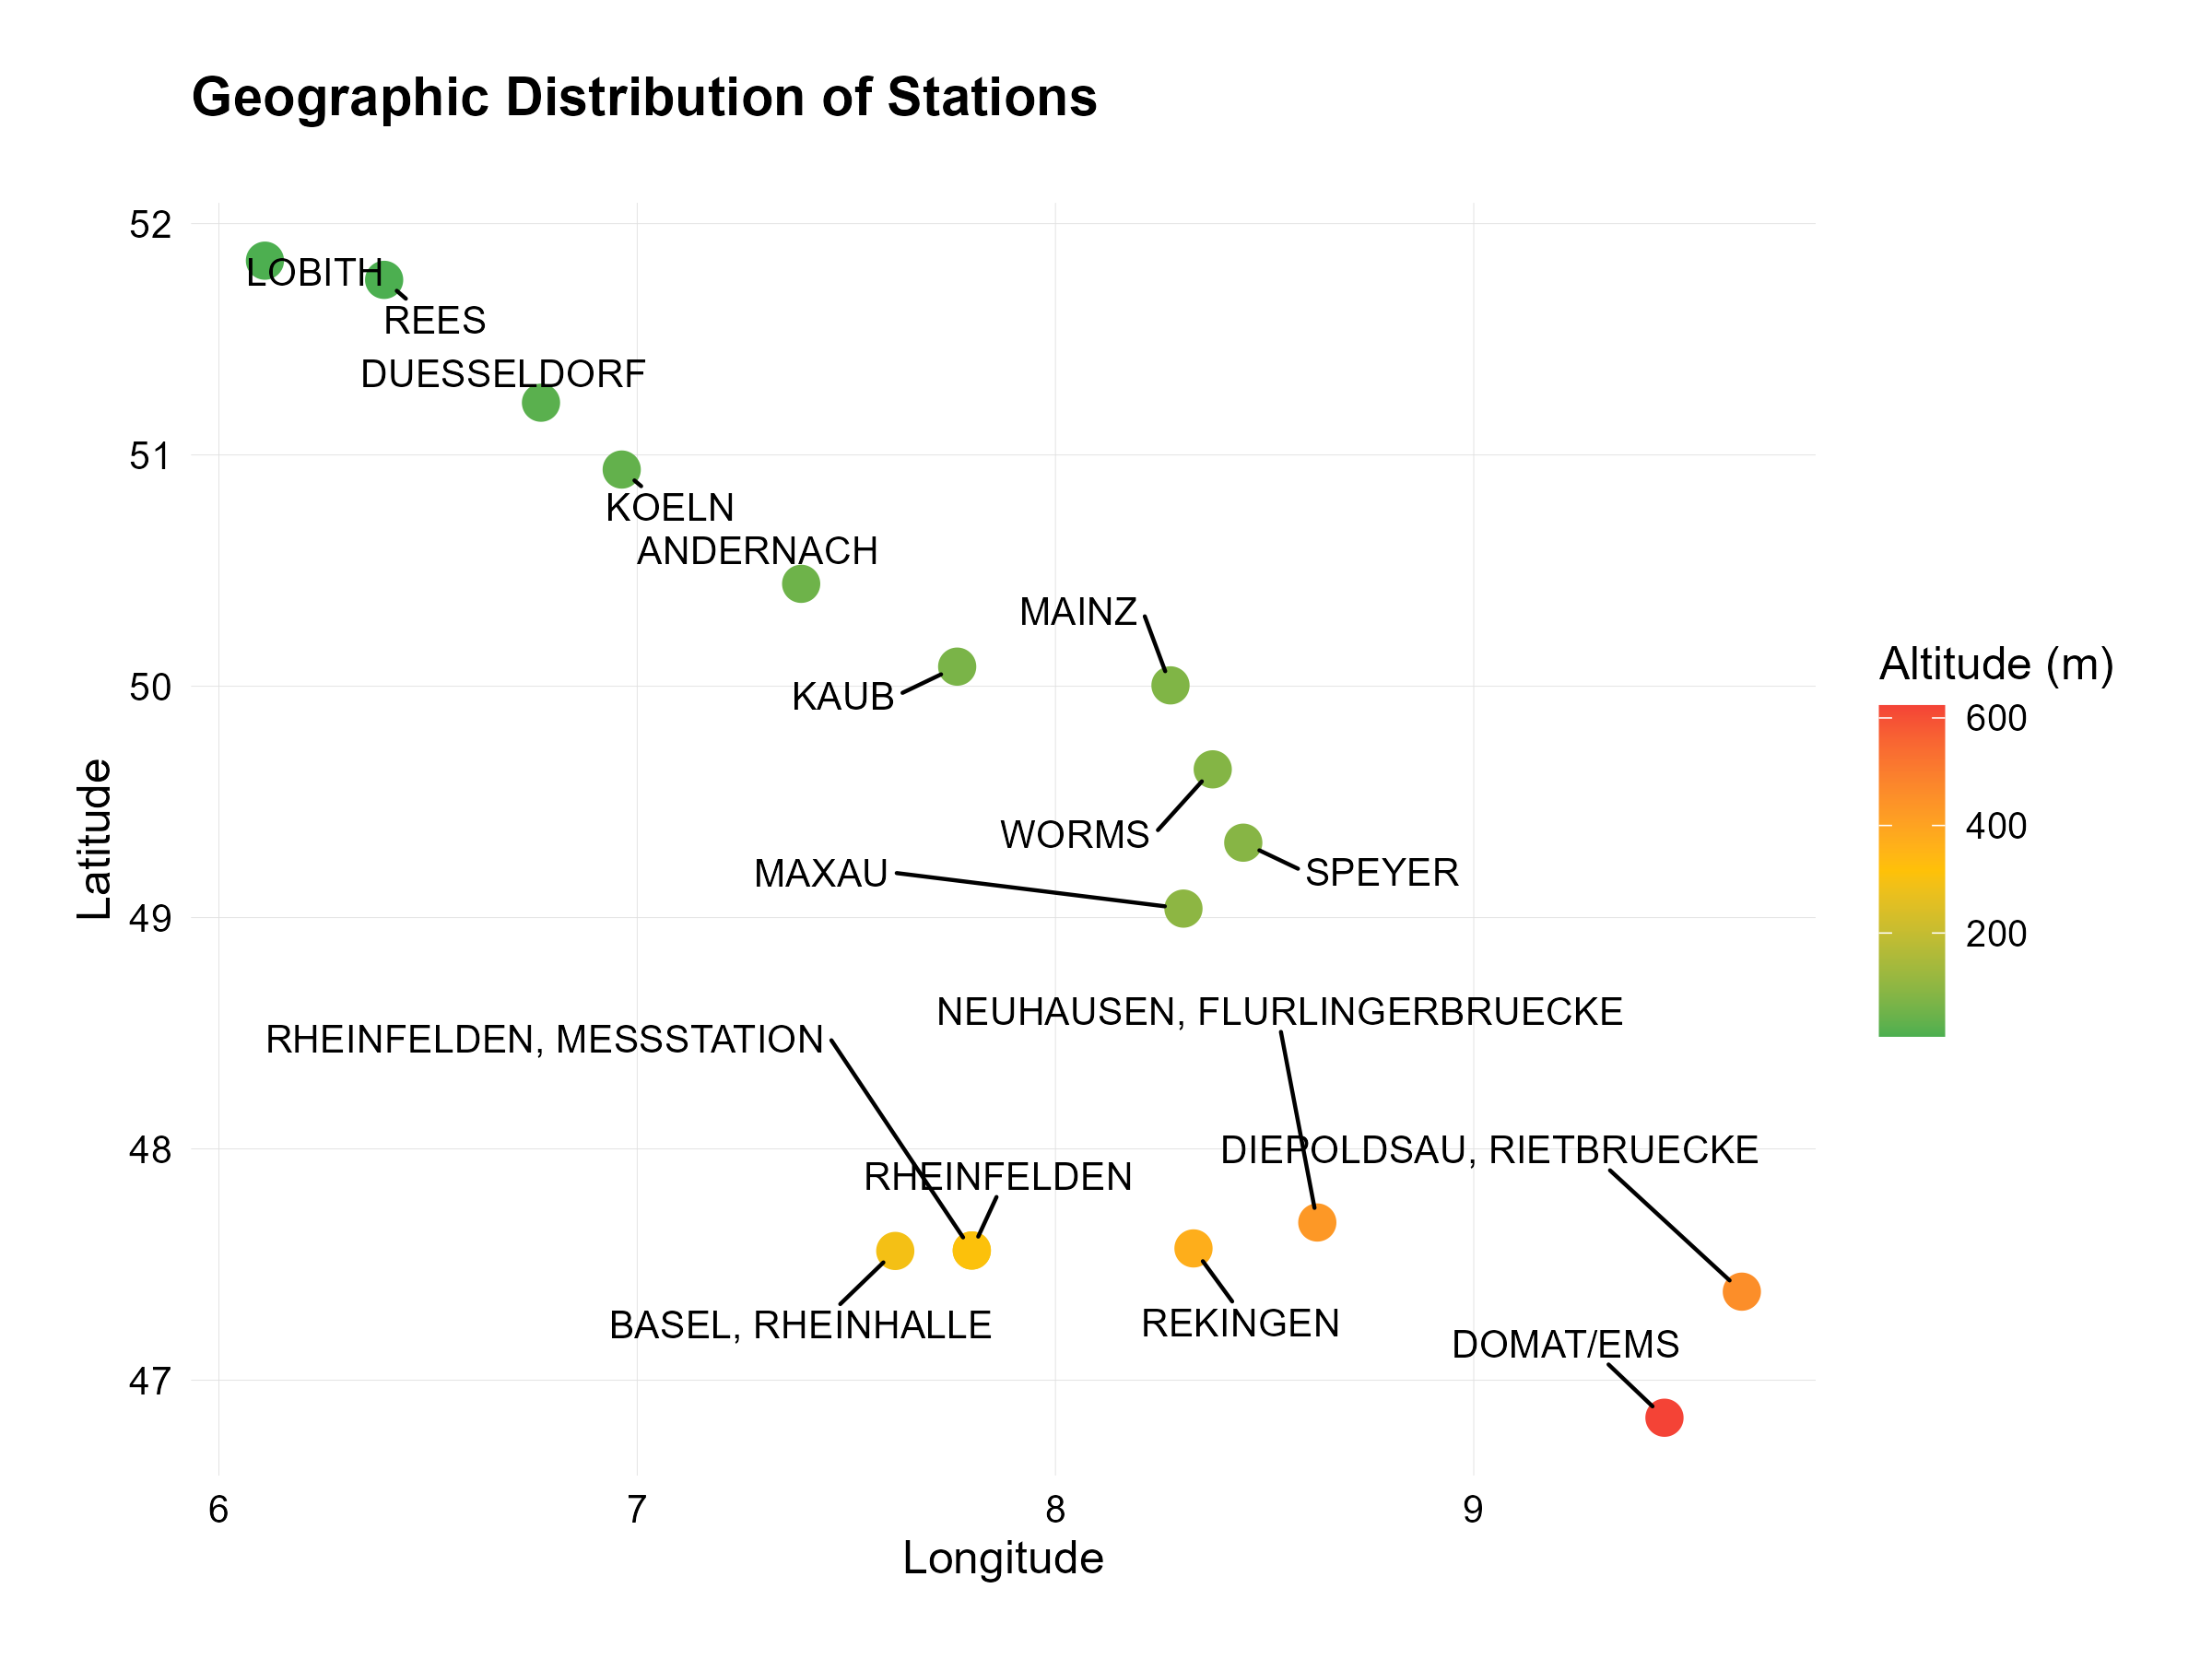 Geographic Distribution of Stations
52
LOBITH
REES
DUESSELDORF
51
KOELN
ANDERNACH
MAINZ
50
KAUB
WORMS
MAXAU
SPEYER
49
NEUHAUSEN, FLURLINGERBRUECKE
RHEINFELDEN, MESSSTATION
48
DIEPOLDSAU, RIETBRUECKE
RHEINFELDEN
BASEL, RHEINHALLE
REKINGEN
DOMAT/EMS
47
6
7
8
9
Longitude
Latitude
Altitude (m)
600
400
200